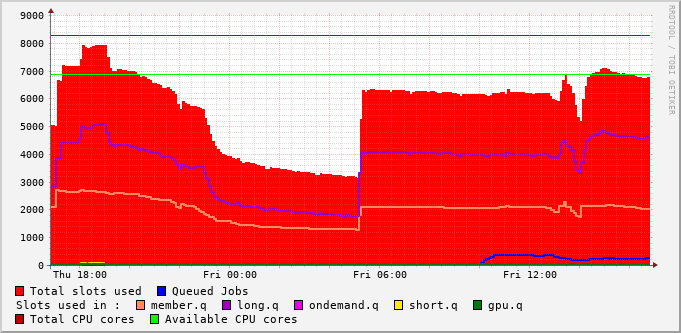 RRDTOOL / TOBI OETIKER
9000
8000
7000
6000
5000
4000
3000
2000
1000
0
Thu 18:00 Fri 00:00 Fri 06:00 Fri 12:00
Total slots used Queued Jobs
Slots used in : member.q long.q ondemand.q short.q gpu.q
Total CPU cores Available CPU cores